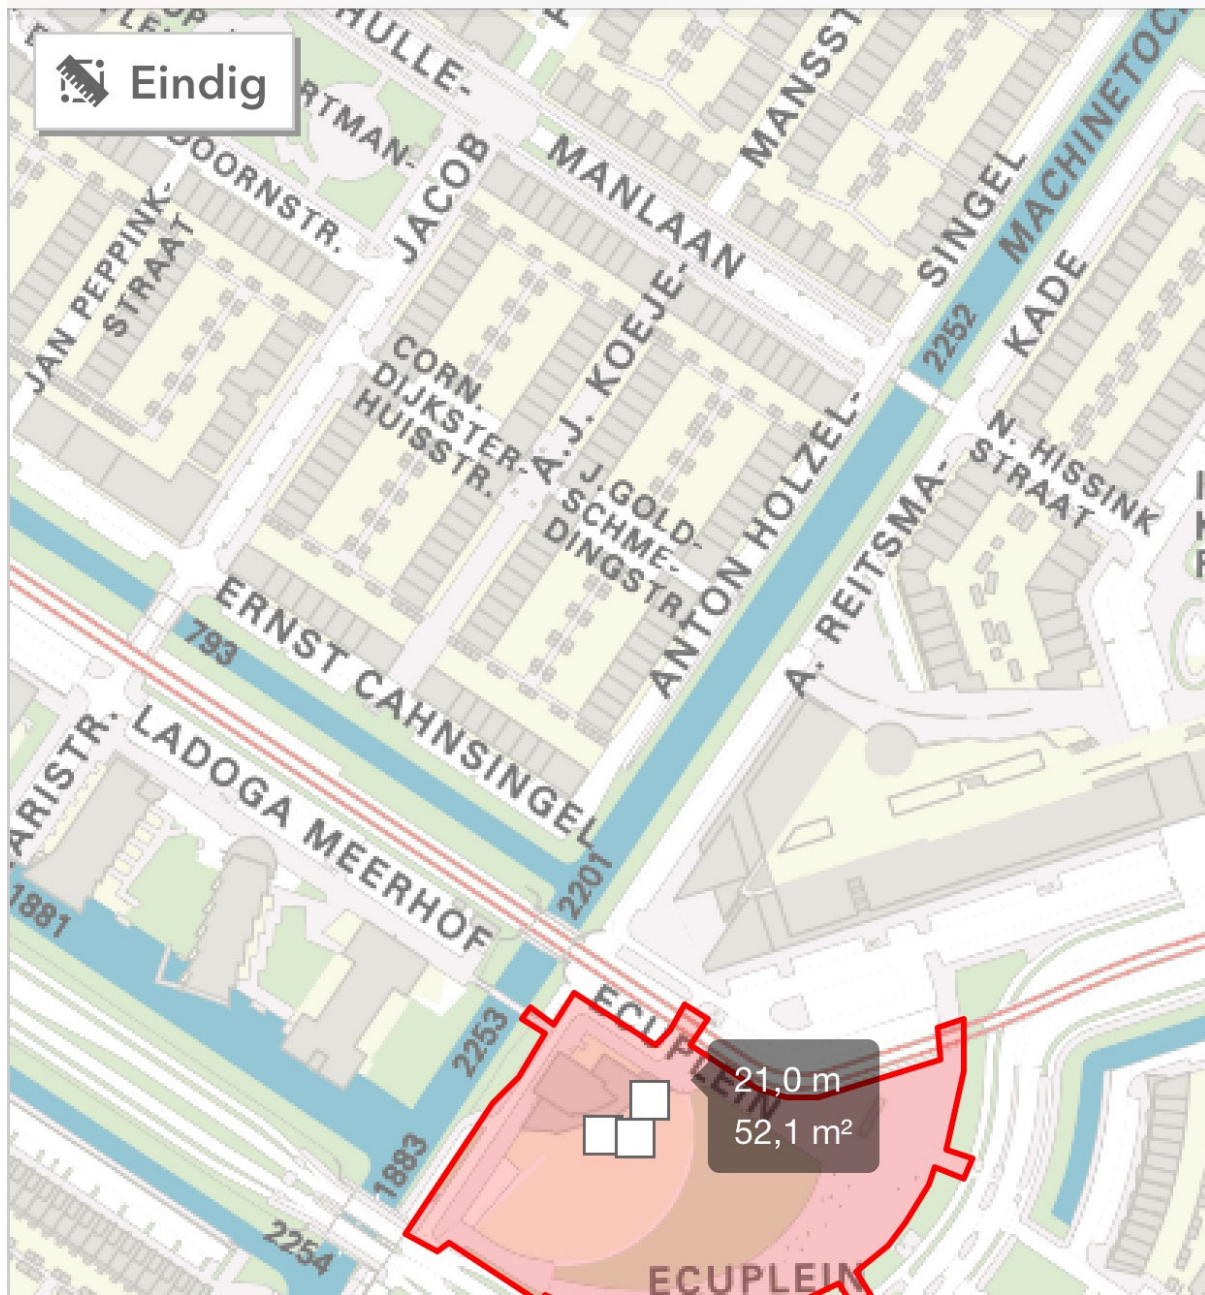 Eindig
HULLE-
MANLAAN
MANSST
RTMAN-
DOORNSTR.
JACOB
JAN PEPPINK-
STRAAT
CORN.
DIJKSTER-
HUISSTR.
A.J. KOEJE-
J.GOLD-
SCHME-
DINGSTR.
ANTON HOLZEL-
SINGEL
MACHINETOC
2252
KADE
A. REITSMA-
N. HISSINK
STRAAT
ERNST CAHNSINGEL
793
LADOGA MEERHOF
ARISTR.
1881
2201
2253
1883
2254
ECUPLEIN
21,0 m
52,1 m²
ECUPLEIN